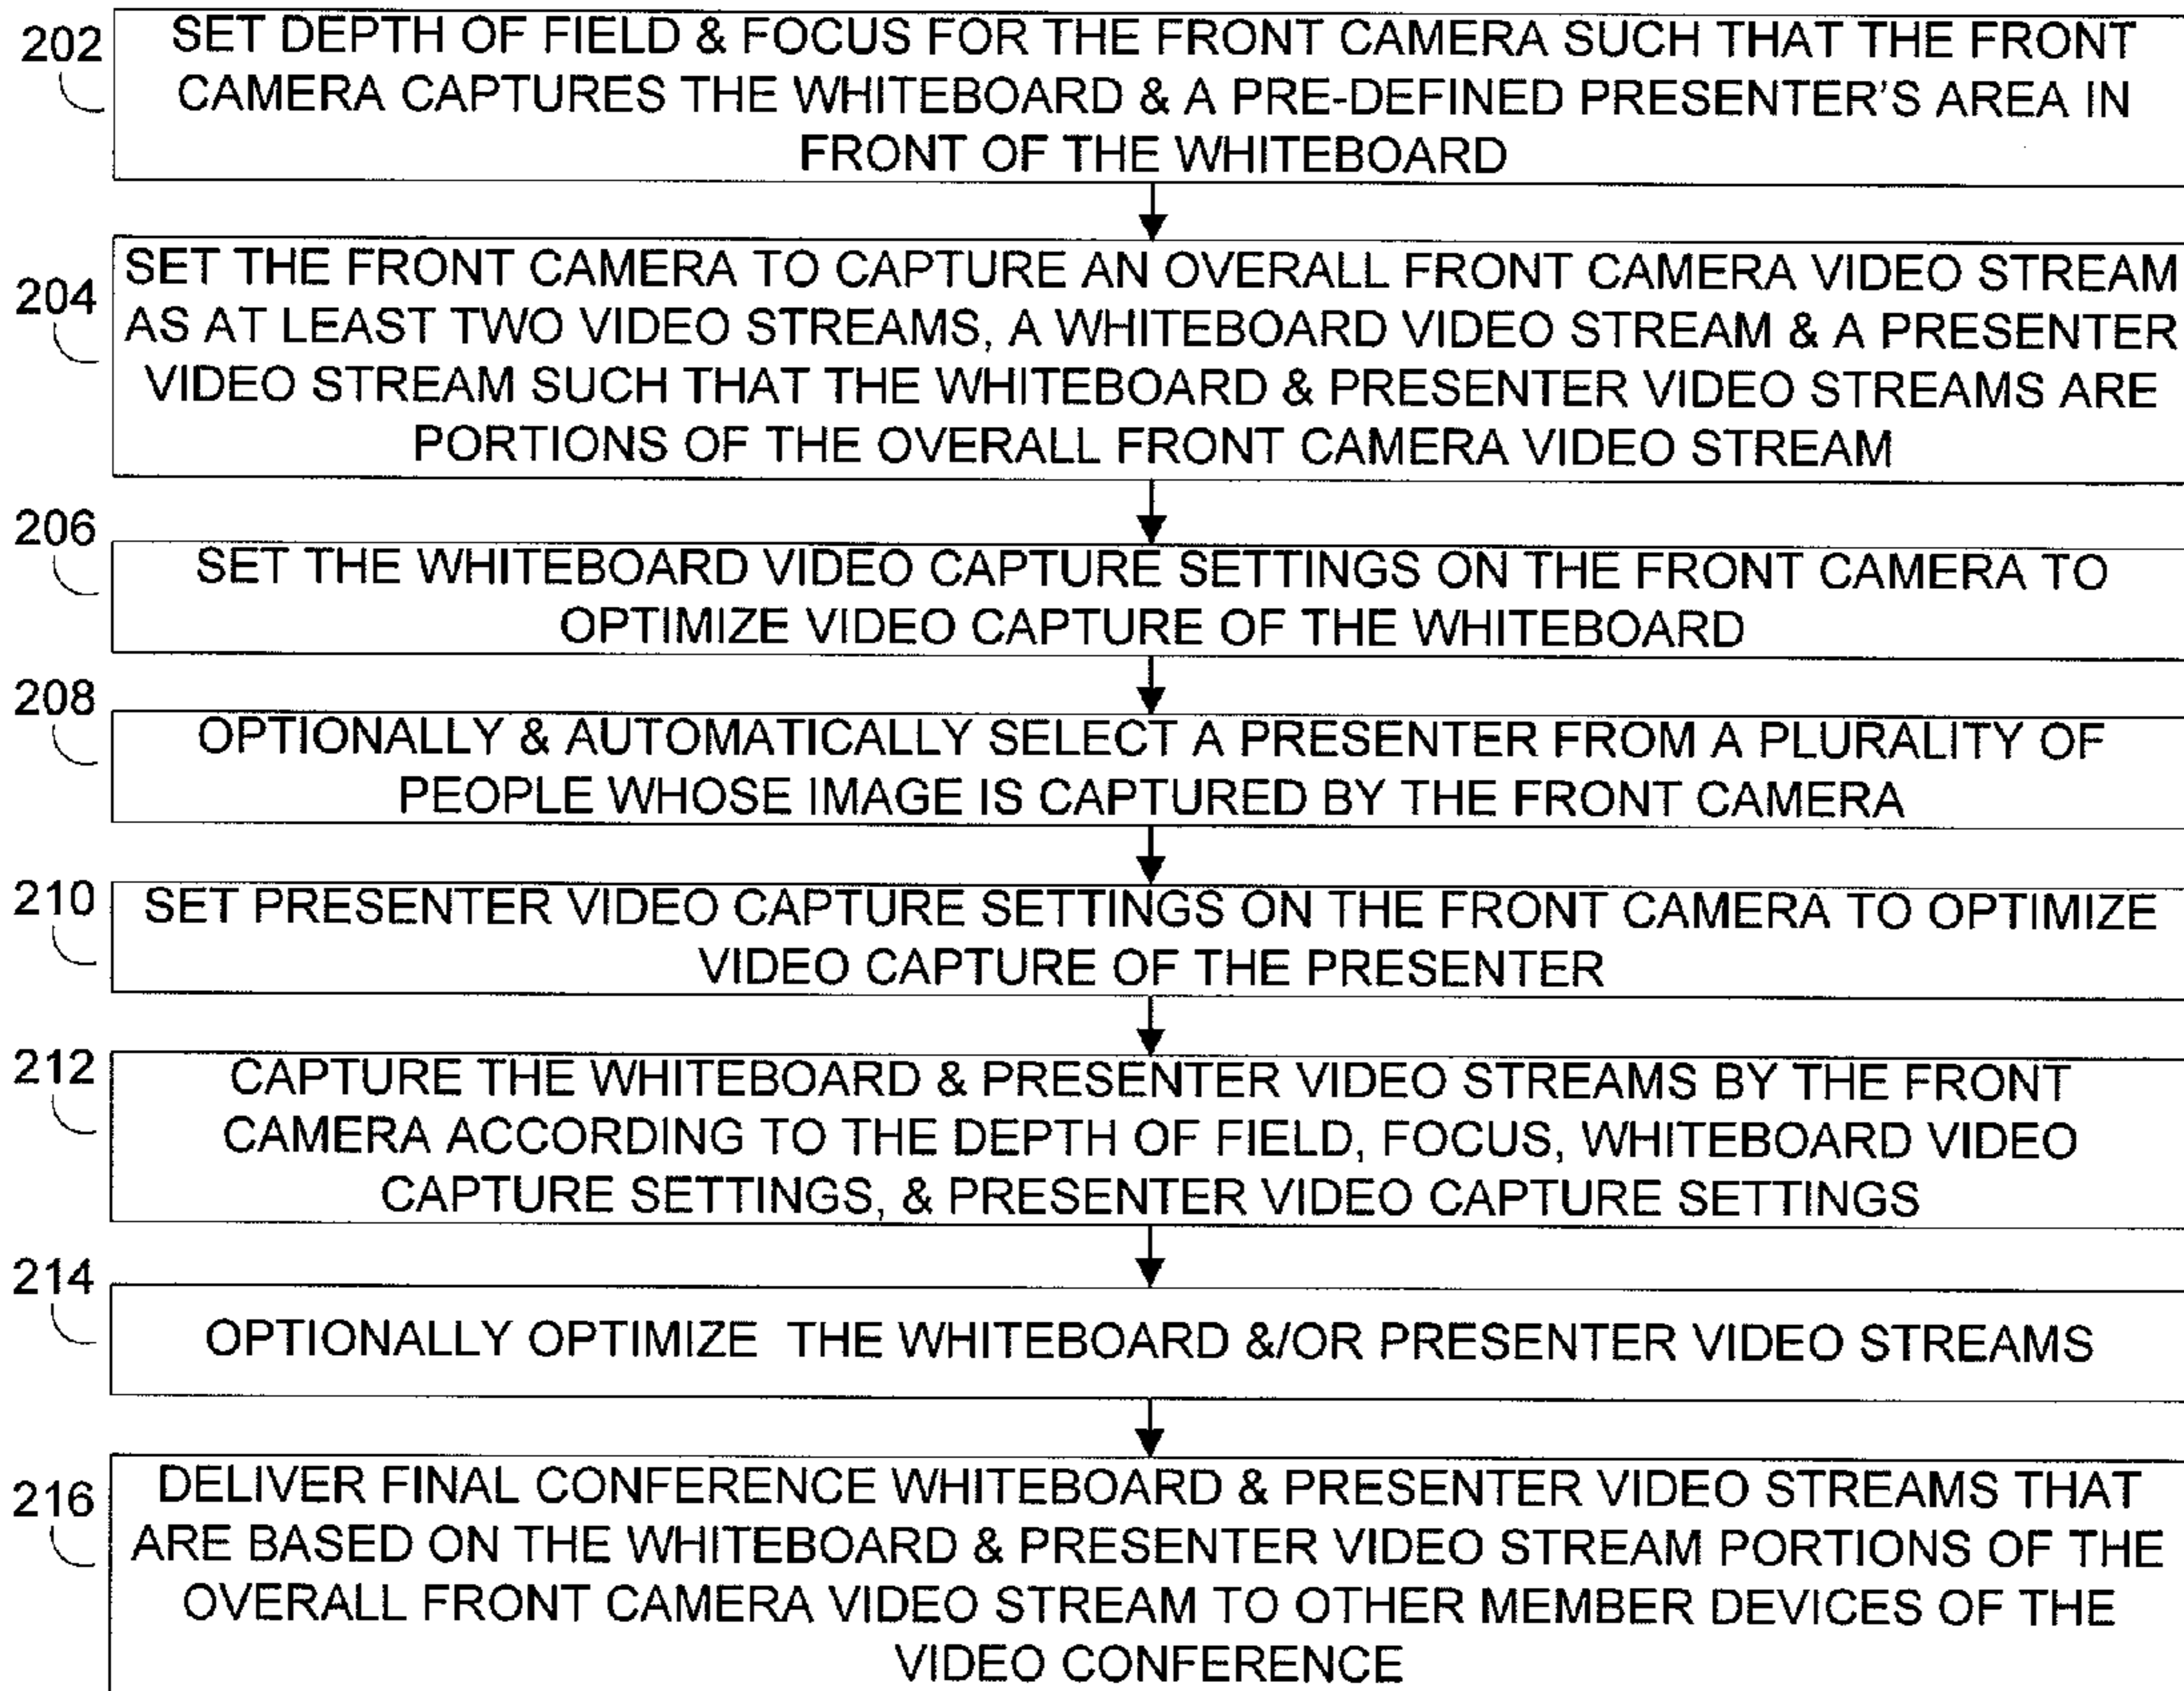 202
SET DEPTH OF FIELD & FOCUS FOR THE FRONT CAMERA SUCH THAT THE FRONT
CAMERA CAPTURES THE WHITEBOARD & A PRE-DEFINED PRESENTER'S AREA IN
FRONT OF THE WHITEBOARD
204
SET THE FRONT CAMERA TO CAPTURE AN OVERALL FRONT CAMERA VIDEO STREAM
AS AT LEAST TWO VIDEO STREAMS, A WHITEBOARD VIDEO STREAM & A PRESENTER
VIDEO STREAM SUCH THAT THE WHITEBOARD & PRESENTER VIDEO STREAMS ARE
PORTIONS OF THE OVERALL FRONT CAMERA VIDEO STREAM
206
SET THE WHITEBOARD VIDEO CAPTURE SETTINGS ON THE FRONT CAMERA TO
OPTIMIZE VIDEO CAPTURE OF THE WHITEBOARD
208
OPTIONALLY & AUTOMATICALLY SELECT A PRESENTER FROM A PLURALITY OF
PEOPLE WHOSE IMAGE IS CAPTURED BY THE FRONT CAMERA
210
SET PRESENTER VIDEO CAPTURE SETTINGS ON THE FRONT CAMERA TO OPTIMIZE
VIDEO CAPTURE OF THE PRESENTER
212
CAPTURE THE WHITEBOARD & PRESENTER VIDEO STREAMS BY THE FRONT
CAMERA ACCORDING TO THE DEPTH OF FIELD, FOCUS, WHITEBOARD VIDEO
CAPTURE SETTINGS, & PRESENTER VIDEO CAPTURE SETTINGS
214
OPTIONALLY OPTIMIZE THE WHITEBOARD &/OR PRESENTER VIDEO STREAMS
216
DELIVER FINAL CONFERENCE WHITEBOARD & PRESENTER VIDEO STREAMS THAT
ARE BASED ON THE WHITEBOARD & PRESENTER VIDEO STREAM PORTIONS OF THE
OVERALL FRONT CAMERA VIDEO STREAM TO OTHER MEMBER DEVICES OF THE
VIDEO CONFERENCE